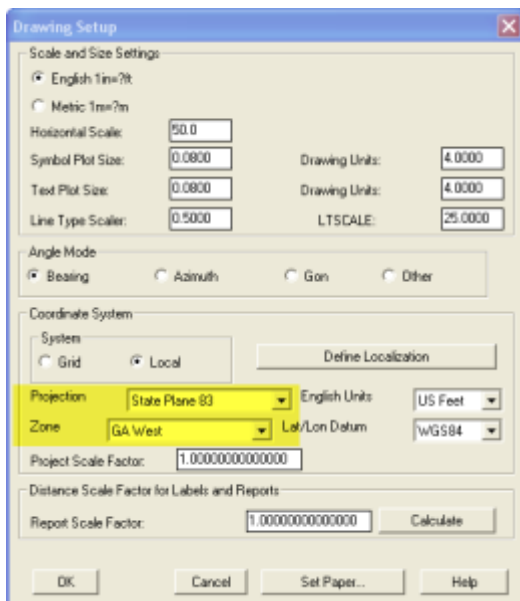 Drawing Setup
Scale and Size Settings
English 1in=?ft
Metric 1m=?m
Horizontal Scale: 50.0
Symbol Plot Size: 0.0800 Drawing Units: 4.0000
Text Plot Size: 0.0800 Drawing Units: 4.0000
Line Type Scaler: 0.5000 LTSCALE: 25.0000
Angle Mode
Bearing Azimuth Gon Other
Coordinate System
System
Grid Local Define Localization
Projection State Plane 83 English Units US Feet
Zone GA West Lat/Lon Datum WGS84
Project Scale Factor: 1.00000000000000
Distance Scale Factor for Labels and Reports
Report Scale Factor: 1.00000000000000 Calculate
OK Cancel Set Paper... Help